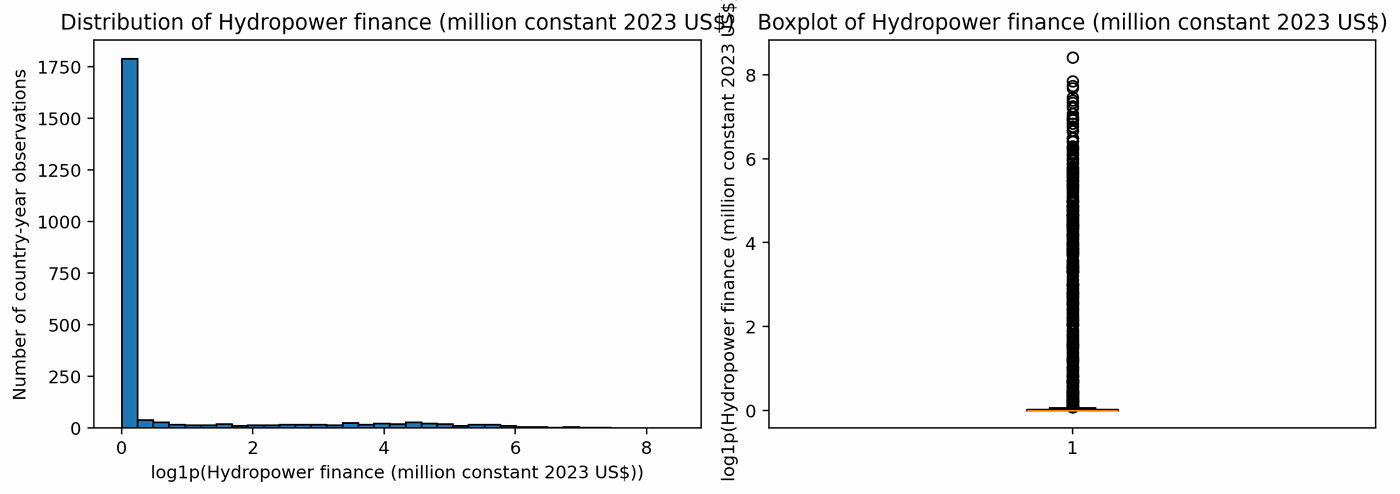 Distribution of Hydropower finance (million constant 2023 US$)
Number of country-year observations
1750
1500
1250
1000
750
500
250
0
0 2 4 6 8
log1p(Hydropower finance (million constant 2023 US$))
Boxplot of Hydropower finance (million constant 2023 US$)
log1p(Hydropower finance (million constant 2023 US$)
8
6
4
2
0
1